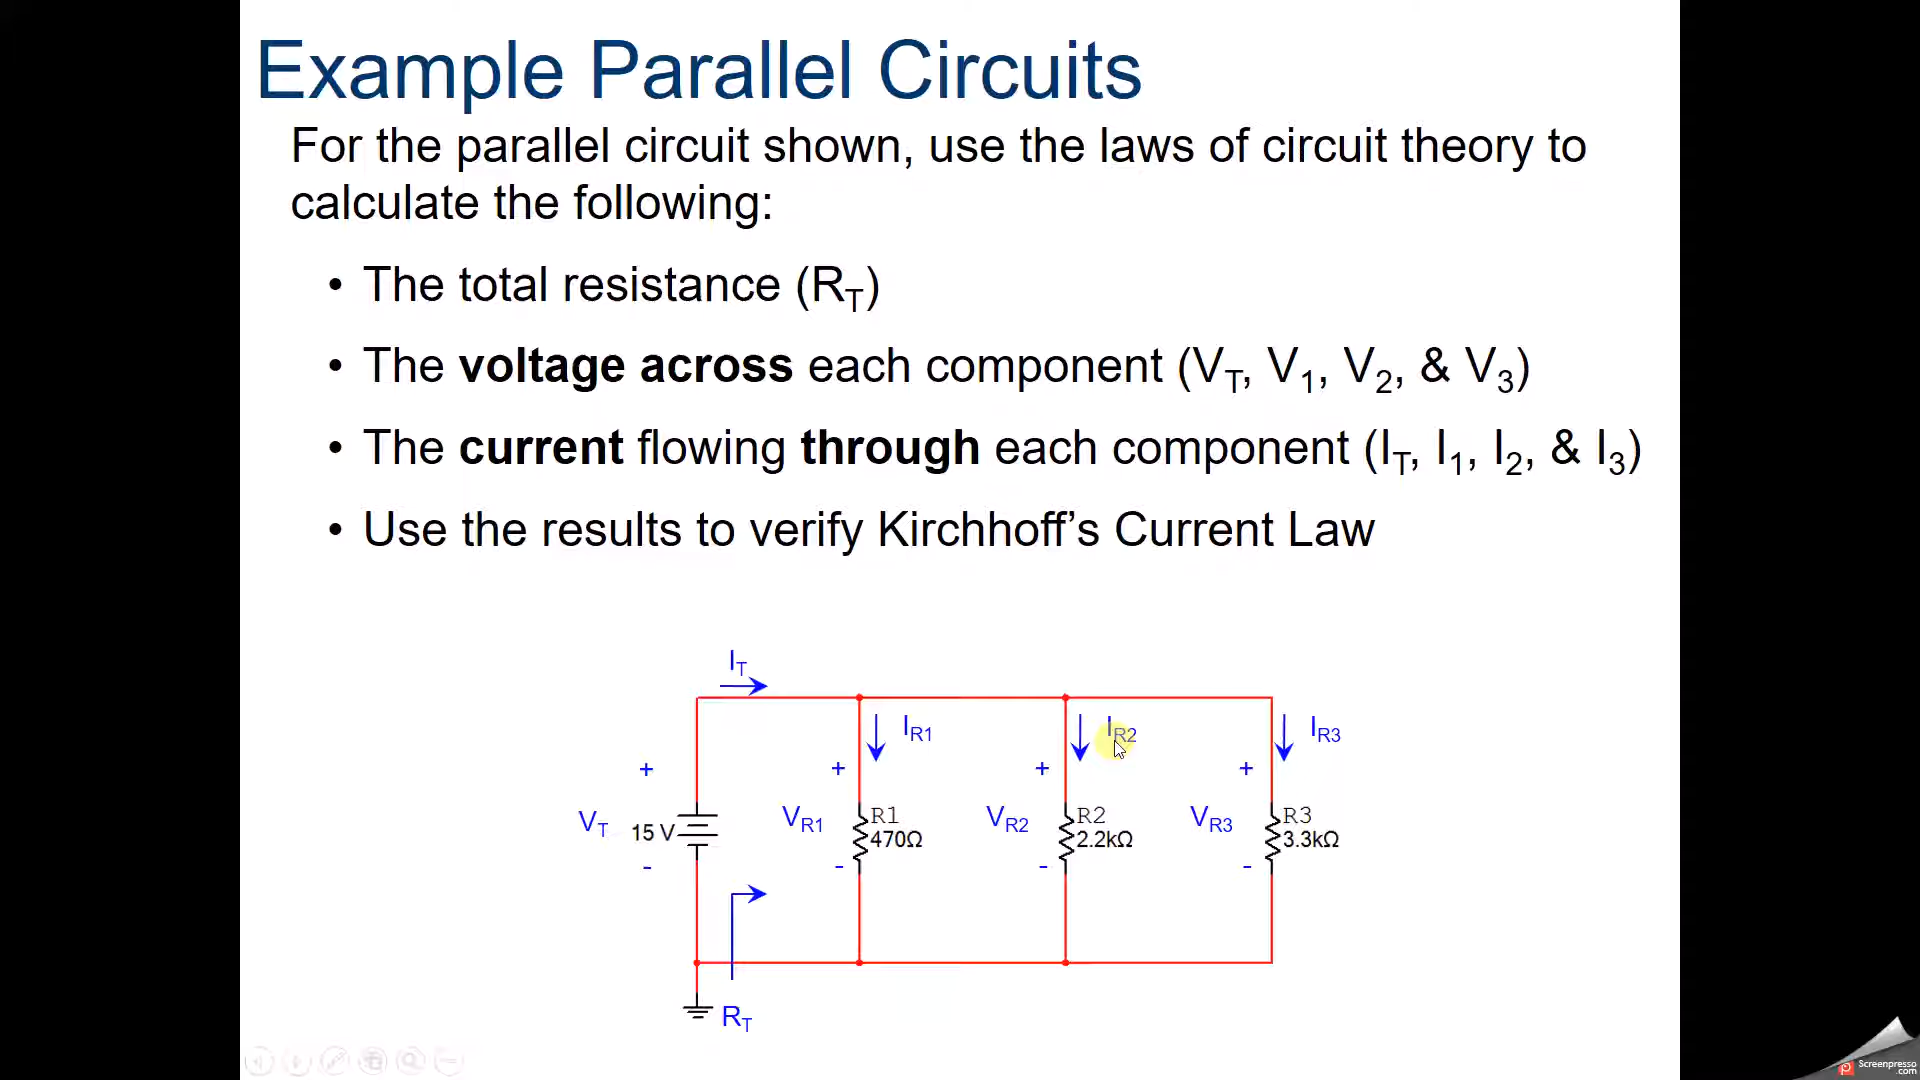 Example Parallel Circuits
For the parallel circuit shown, use the laws of circuit theory to
calculate the following:
• The total resistance (RT)
• The voltage across each component (VT, V1, V2, & V3)
• The current flowing through each component (IT, I1, I2, & I3)
• Use the results to verify Kirchhoff’s Current Law
IT
IR1
IR2
IR3
+ + + +
VT 15 V
VR1 R1
470Ω
VR2 R2
2.2kΩ
VR3 R3
3.3kΩ
- - - -
RT
Screenpresso
.com